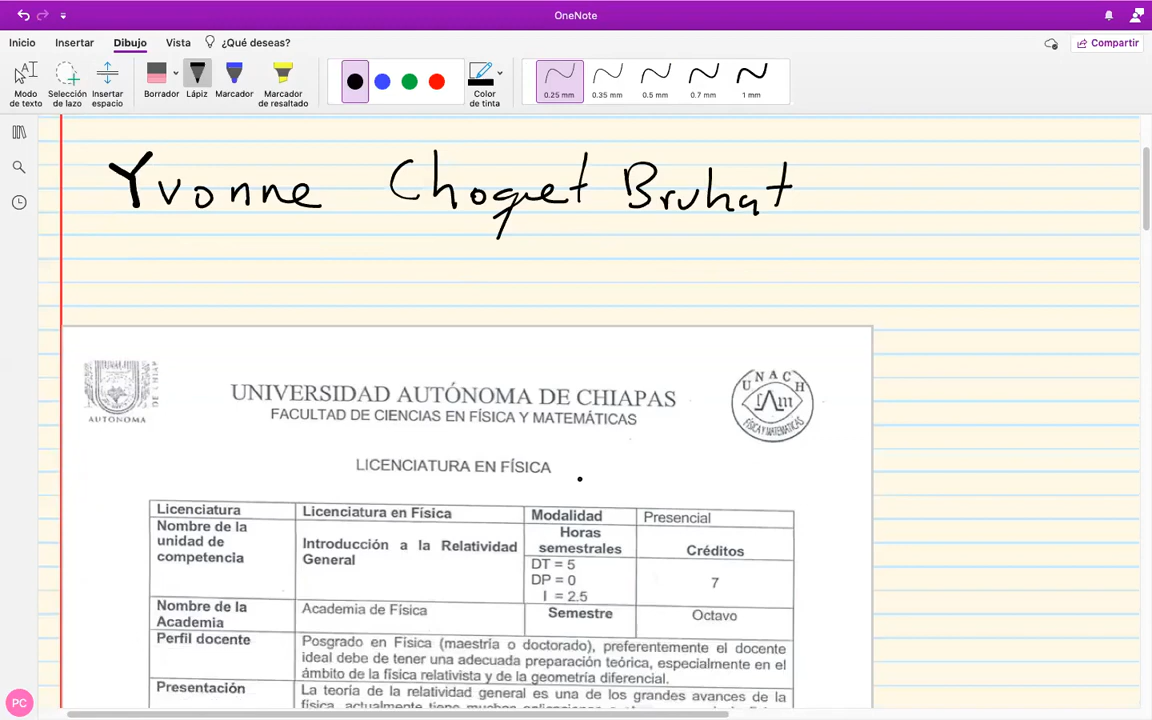 OneNote
Inicio Insertar Dibujo Vista ¿Qué deseas? Compartir
Modo de texto Selección de lazo Insertar espacio Borrador Lápiz Marcador Marcador de resaltado Color de tinta 0.25 mm 0.35 mm 0.5 mm 0.7 mm 1 mm
Yvonne Choquet Bruhat
UNIVERSIDAD AUTÓNOMA DE CHIAPAS
FACULTAD DE CIENCIAS EN FÍSICA Y MATEMÁTICAS
AUTONOMA
UNACH
FÍSICA Y MATEMÁTICAS
LICENCIATURA EN FÍSICA
Licenciatura Licenciatura en Física Modalidad Presencial
Nombre de la unidad de competencia Introducción a la Relatividad General Horas semestrales Créditos
DT = 5
DP = 0 7
I = 2.5
Nombre de la Academia Academia de Física Semestre Octavo
Perfil docente Posgrado en Física (maestría o doctorado), preferentemente el docente
ideal debe de tener una adecuada preparación teórica, especialmente en el
ámbito de la física relativista y de la geometría diferencial.
Presentación La teoría de la relatividad general es una de los grandes avances de la
física, actualmente tiene muchas aplicaciones
PC